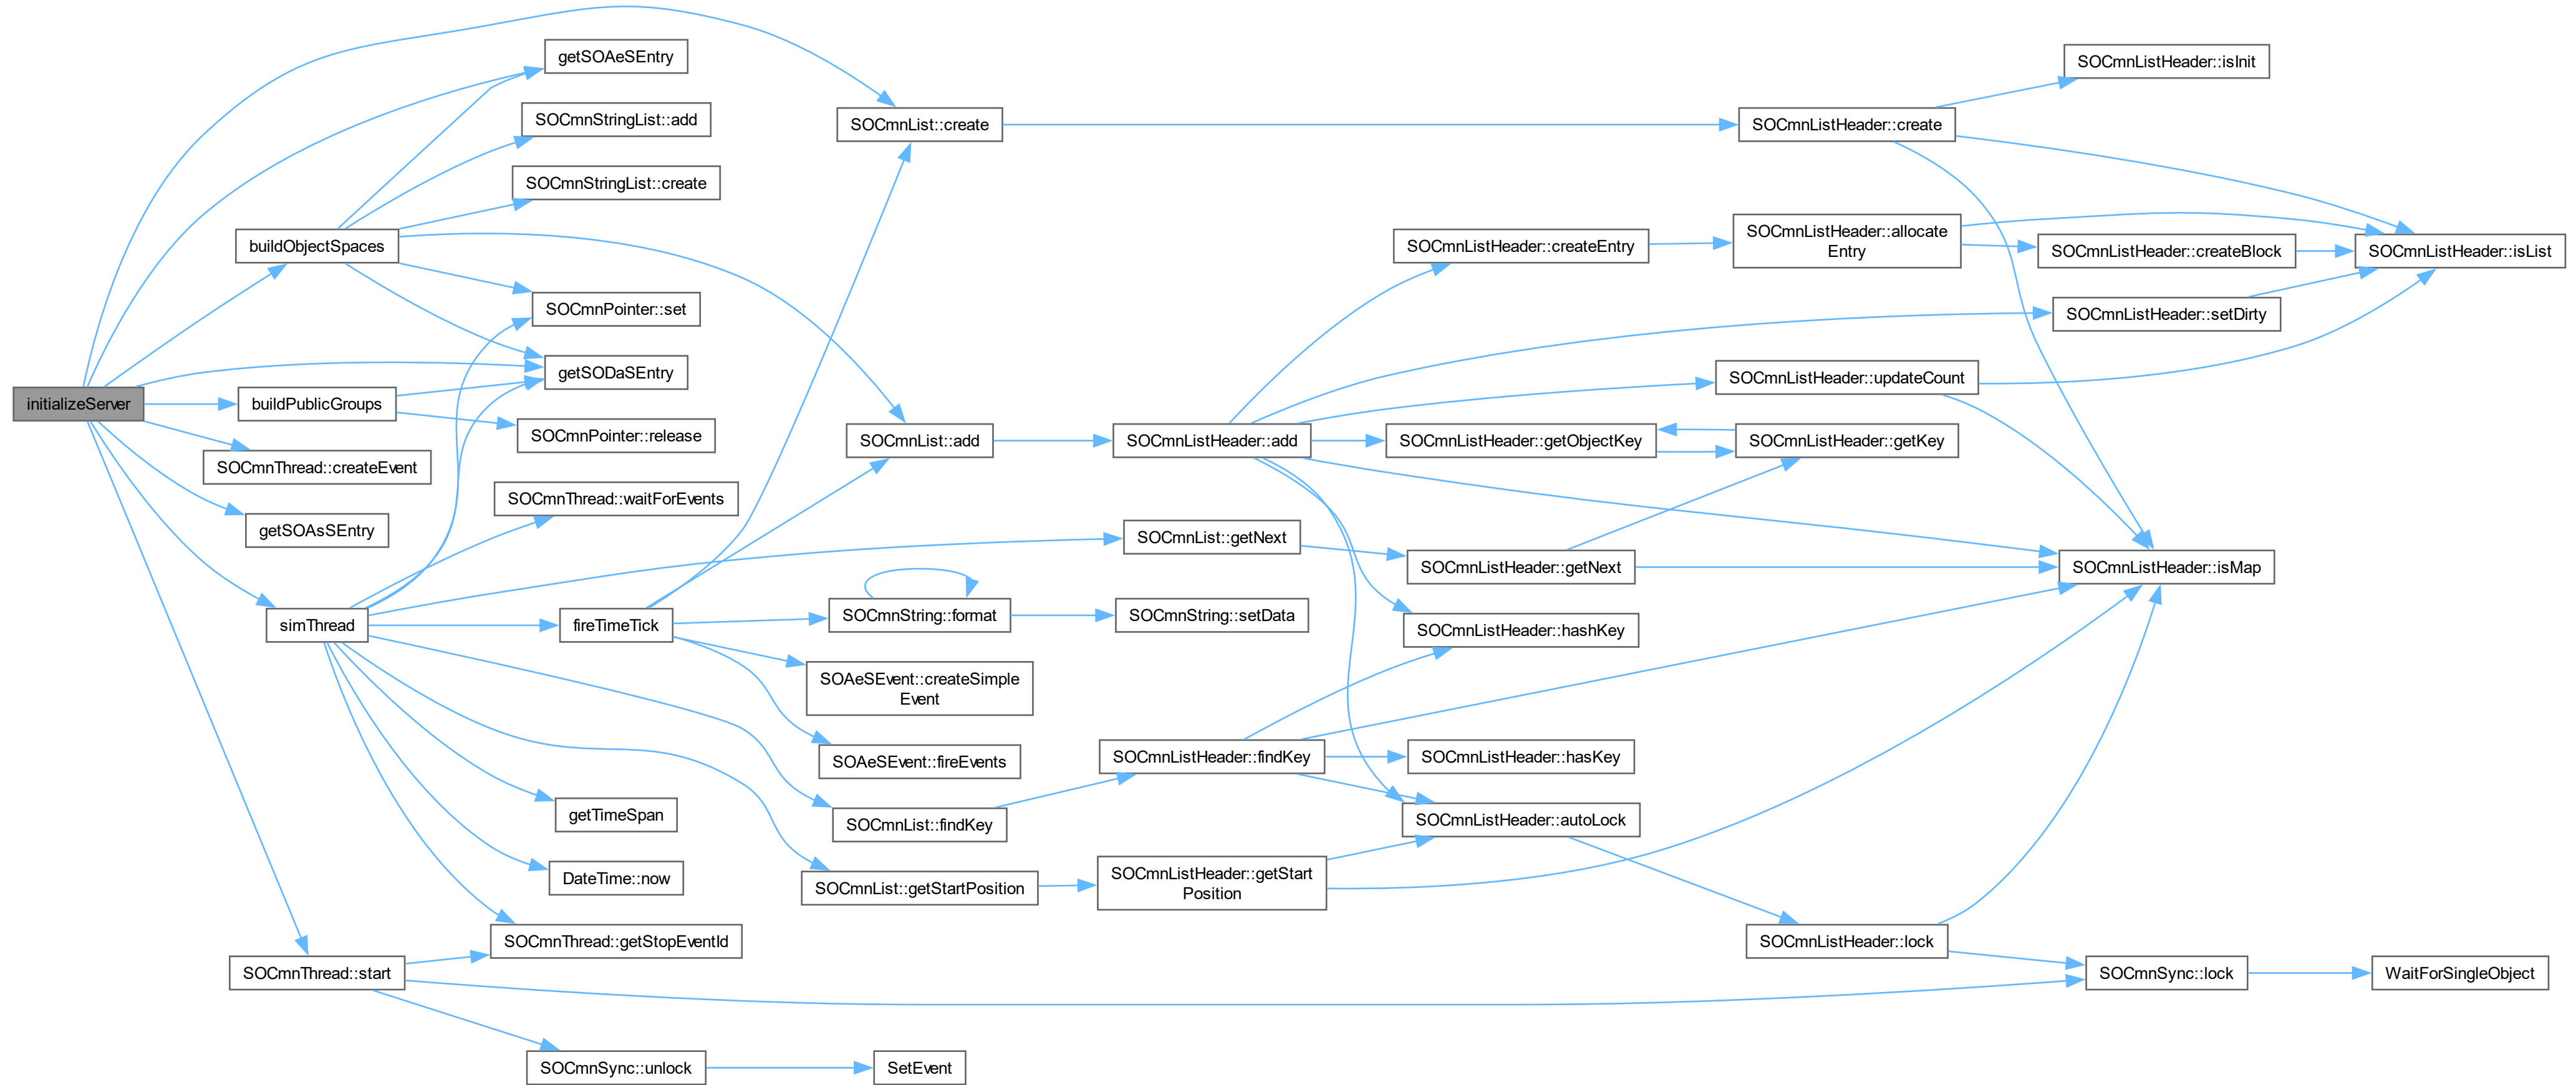 initializeServer
buildObjectSpaces
buildPublicGroups
SOCmnThread::createEvent
getSOAsSEntry
simThread
SOCmnThread::start
getSOAeSEntry
SOCmnStringList::add
SOCmnStringList::create
SOCmnPointer::set
getSODaSEntry
SOCmnPointer::release
SOCmnThread::waitForEvents
fireTimeTick
getTimeSpan
DateTime::now
SOCmnThread::getStopEventId
SOCmnSync::unlock
SOCmnList::create
SOCmnList::add
SOCmnString::format
SOAeSEvent::createSimple
Event
SOAeSEvent::fireEvents
SOCmnList::findKey
SOCmnList::getStartPosition
SetEvent
SOCmnListHeader::add
SOCmnList::getNext
SOCmnString::setData
SOCmnListHeader::findKey
SOCmnListHeader::getStart
Position
SOCmnListHeader::createEntry
SOCmnListHeader::getObjectKey
SOCmnListHeader::getNext
SOCmnListHeader::hashKey
SOCmnListHeader::hasKey
SOCmnListHeader::autoLock
SOCmnListHeader::create
SOCmnListHeader::allocate
Entry
SOCmnListHeader::updateCount
SOCmnListHeader::getKey
SOCmnListHeader::lock
SOCmnListHeader::isInit
SOCmnListHeader::createBlock
SOCmnListHeader::setDirty
SOCmnListHeader::isMap
SOCmnSync::lock
SOCmnListHeader::isList
WaitForSingleObject